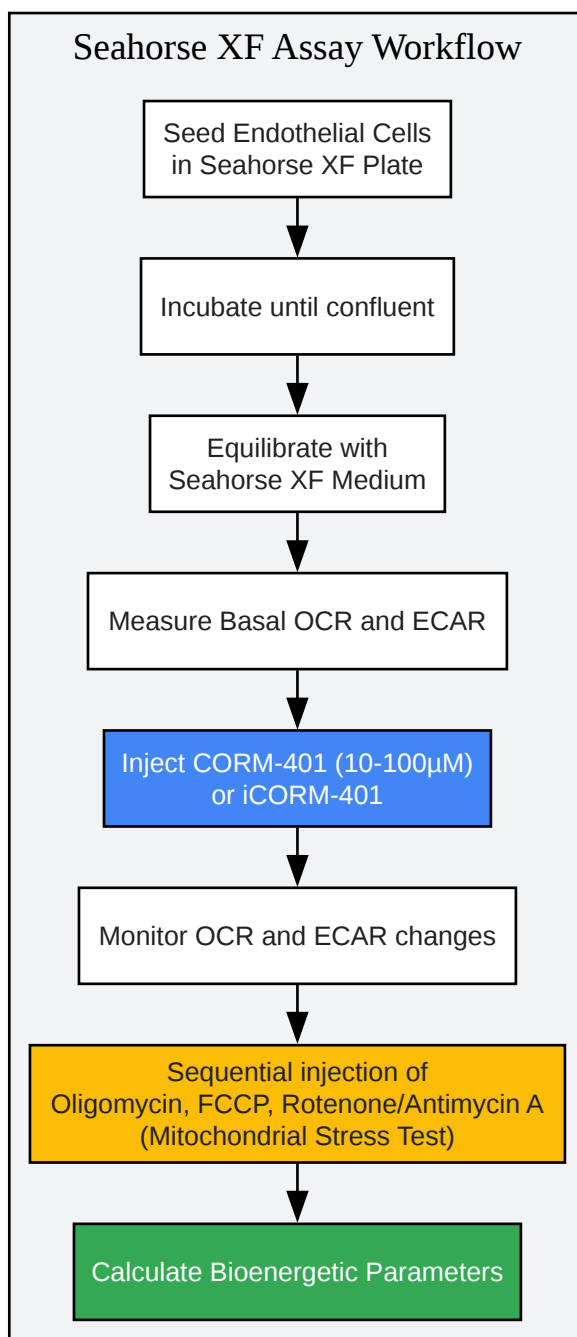 Seahorse XF Assay Workflow
Seed Endothelial Cells
in Seahorse XF Plate
Incubate until confluent
Equilibrate with
Seahorse XF Medium
Measure Basal OCR and ECAR
Inject CORM-401 (10-100µM)
or iCORM-401
Monitor OCR and ECAR changes
Sequential injection of
Oligomycin, FCCP, Rotenone/Antimycin A
(Mitochondrial Stress Test)
Calculate Bioenergetic Parameters